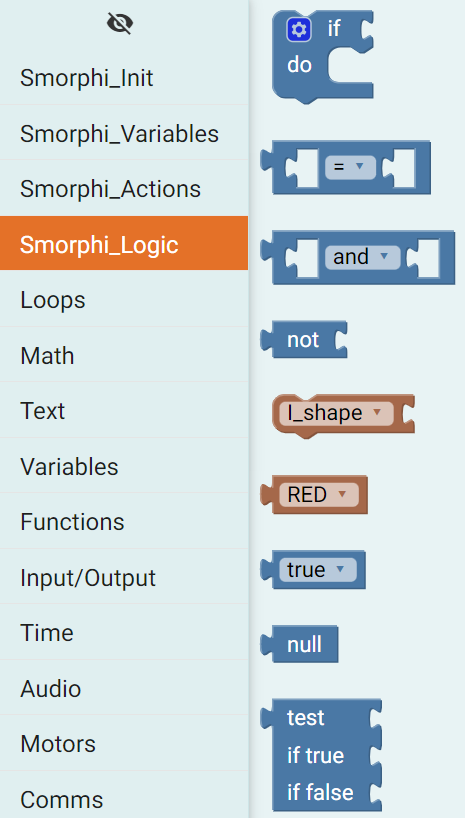 Smorphi_Init
Smorphi_Variables
Smorphi_Actions
Smorphi_Logic
Loops
Math
Text
Variables
Functions
Input/Output
Time
Audio
Motors
Comms
if
do
=
and
not
I_shape
RED
true
null
test
if true
if false